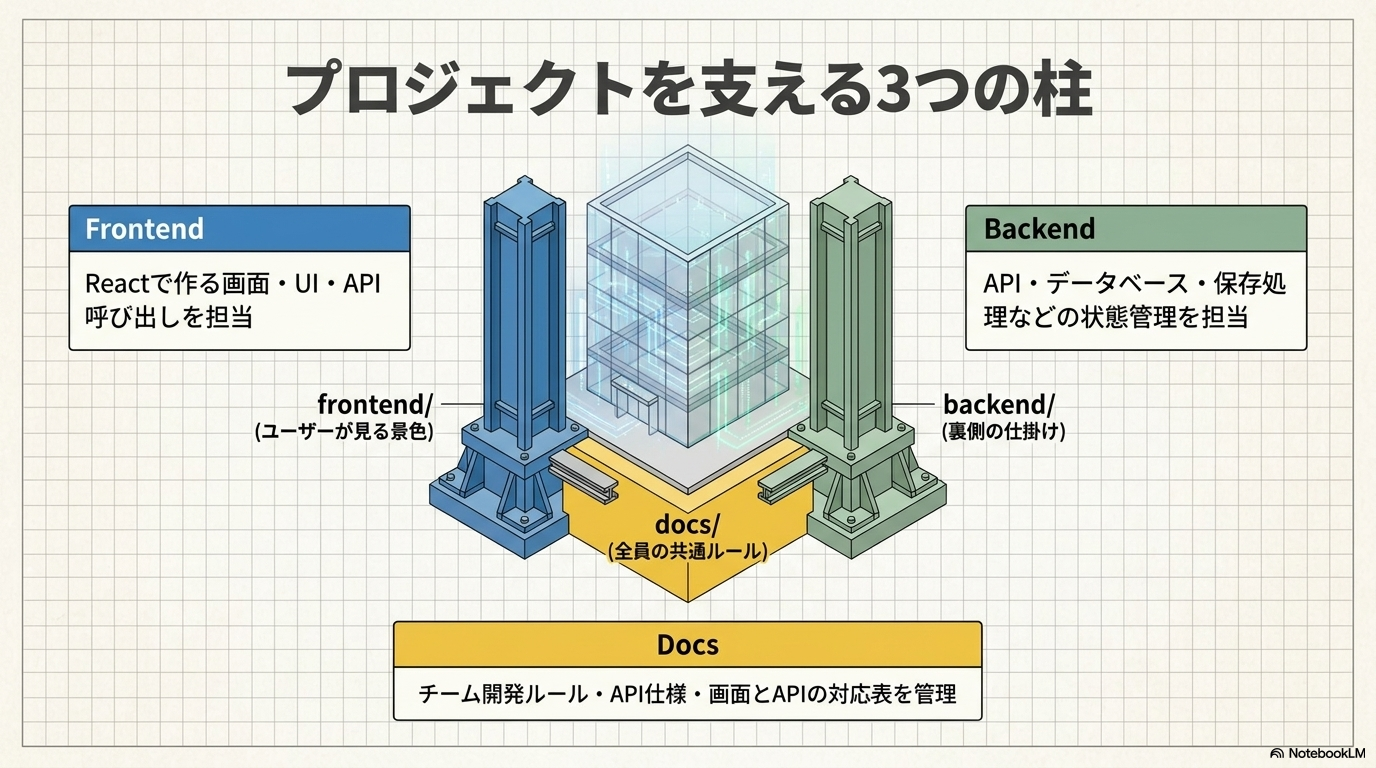 プロジェクトを支える3つの柱
Frontend
Reactで作る画面・UI・API
呼び出しを担当
Backend
API・データベース・保存処
理などの状態管理を担当
frontend/
(ユーザーが見る景色)
backend/
(裏側の仕掛け)
docs/
(全員の共通ルール)
Docs
チーム開発ルール・API仕様・画面とAPIの対応表を管理
NotebookLM